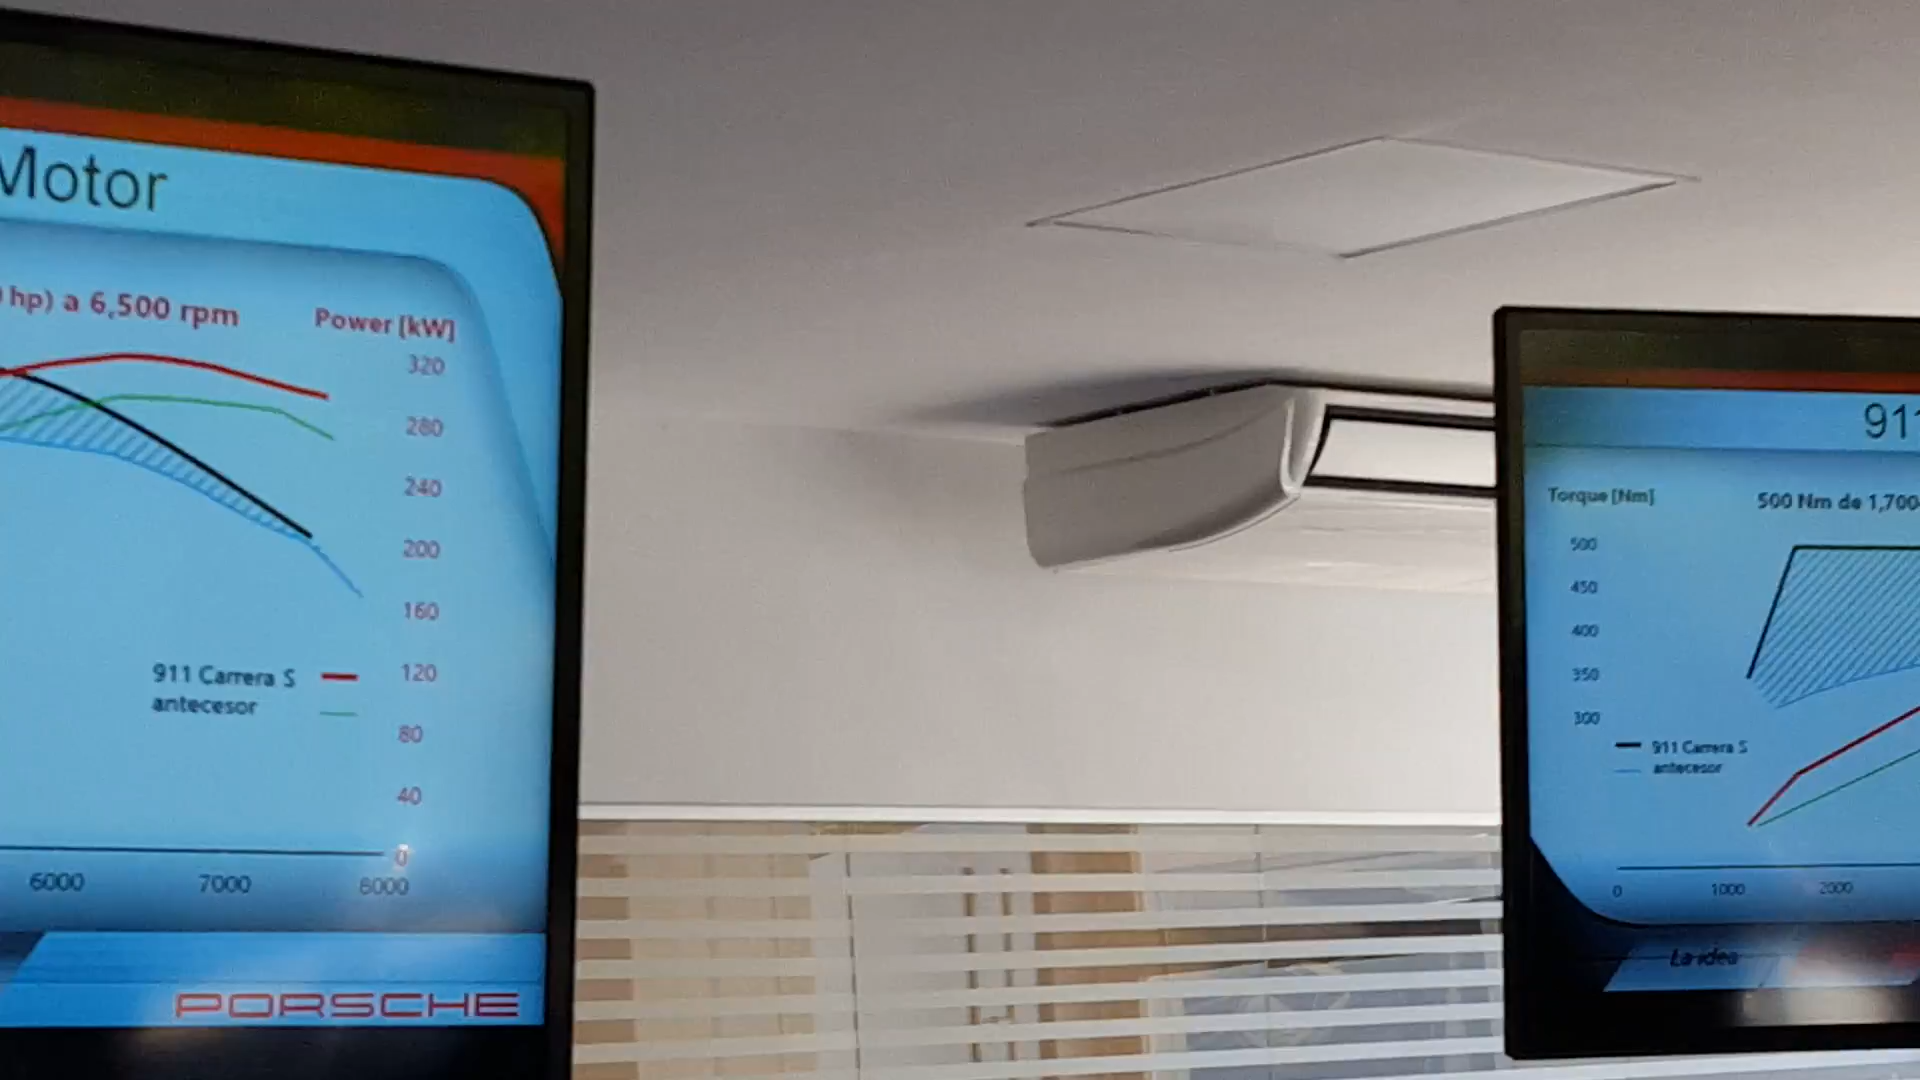 Motor
hp) a 6,500 rpm
Power [kW]
320
280
240
200
160
120
80
40
0
911 Carrera S
antecesor
6000
7000
8000
PORSCHE
911
Torque [Nm]
500 Nm de 1,700
500
450
400
350
300
911 Carrera S
antecesor
0
1000
2000
La idea